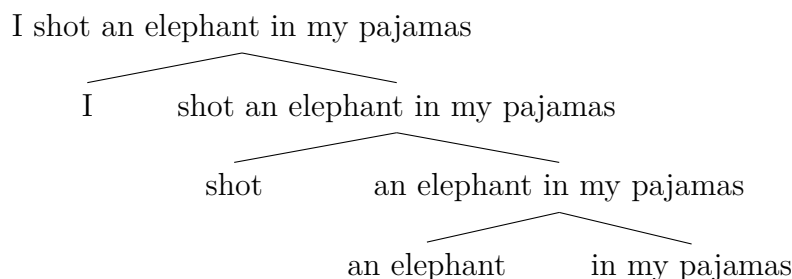 I shot an elephant in my pajamas
I shot an elephant in my pajamas
shot an elephant in my pajamas
an elephant in my pajamas